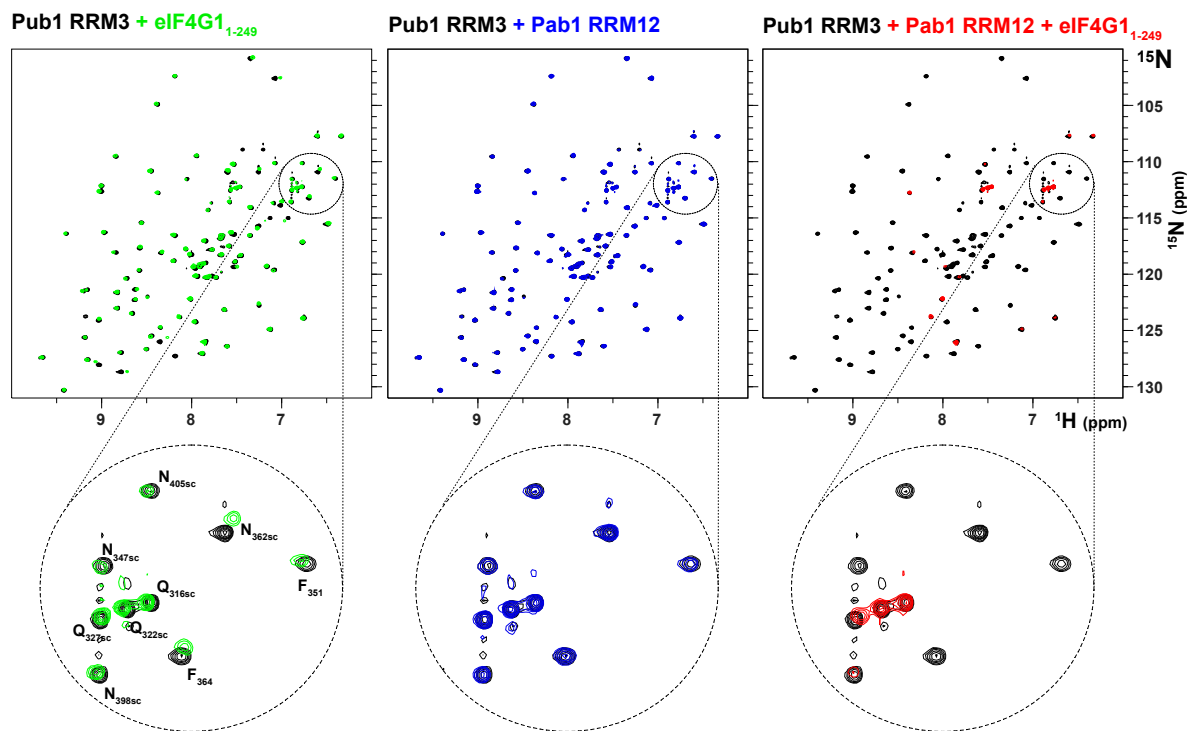 Pub1 RRM3 + eIF4G1₁₋₂₄₉
Pub1 RRM3 + Pab1 RRM12
Pub1 RRM3 + Pab1 RRM12 + eIF4G1₁₋₂₄₉
15N
105
110
115
120
125
130
¹⁵N (ppm)
9 8 7
9 8 7
9 8 7
¹H (ppm)
N₄₀₅sc
N₃₆₂sc
N₃₄₇sc
F₃₅₁
Q₃₁₆sc
Q₃₂₇sc
Q₃₂₂sc
F₃₆₄
N₃₉₈sc